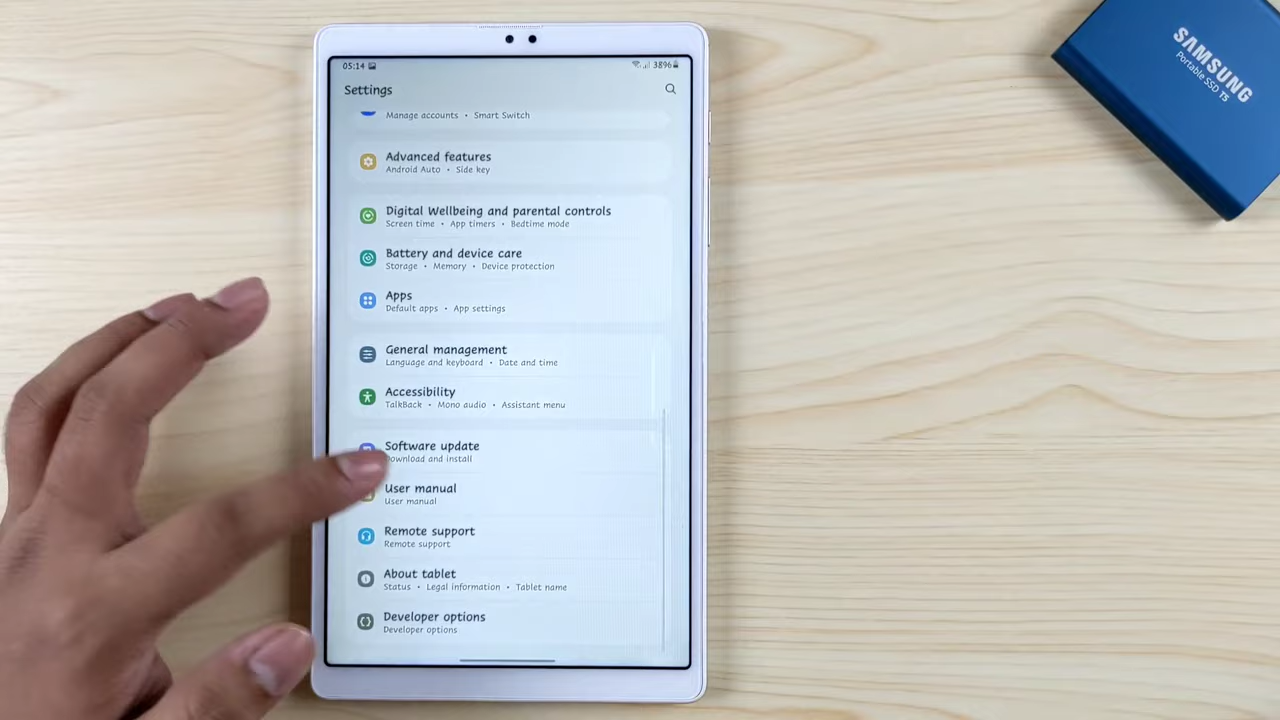 05:14
38%
Settings
Manage accounts • Smart Switch
Advanced features
Android Auto • Side key
Digital Wellbeing and parental controls
Screen time • App timers • Bedtime mode
Battery and device care
Storage • Memory • Device protection
Apps
Default apps • App settings
General management
Language and keyboard • Date and time
Accessibility
TalkBack • Mono audio • Assistant menu
Software update
Download and install
User manual
User manual
Remote support
Remote support
About tablet
Status • Legal information • Tablet name
Developer options
Developer options
SAMSUNG
Portable SSD T5